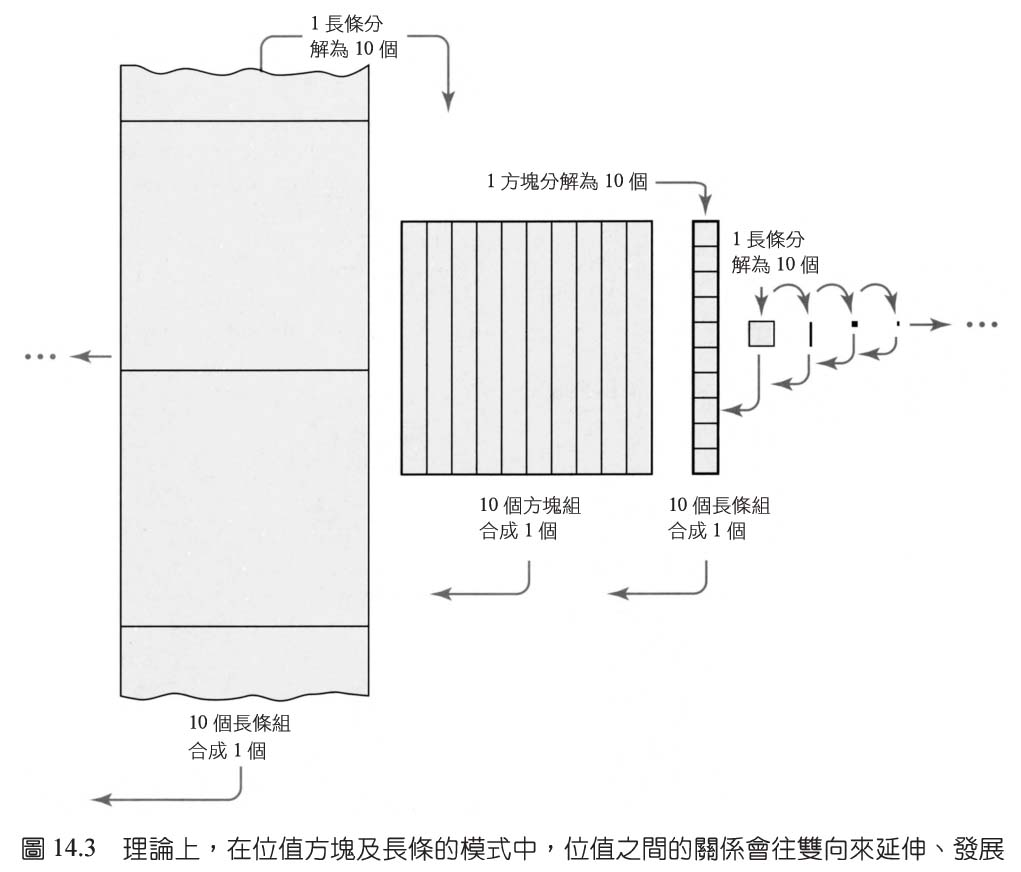 1 長條分
解為 10 個
1 方塊分解為 10 個
1 長條分
解為 10 個
…
…
10 個方塊組
合成 1 個
10 個長條組
合成 1 個
10 個長條組
合成 1 個
圖 14.3 理論上，在位值方塊及長條的模式中，位值之間的關係會往雙向來延伸、發展